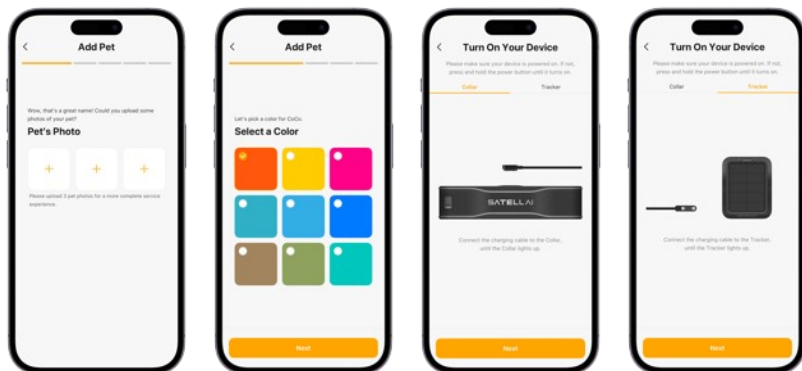 Add Pet
Wow, that's a great name! Could you upload some
photos of your pet?
Pet's Photo
Please upload 3 pet photos for a more complete service
experience.
Add Pet
Let's pick a color for CoCo.
Select a Color
Next
Turn On Your Device
Please make sure your device is powered on. If not,
press and hold the power button until it turns on.
Collar
Tracker
SATELLAI
Connect the charging cable to the Collar,
until the Collar lights up.
Next
Turn On Your Device
Please make sure your device is powered on. If not,
press and hold the power button until it turns on.
Collar
Tracker
Connect the charging cable to the Tracker,
until the Tracker lights up.
Next